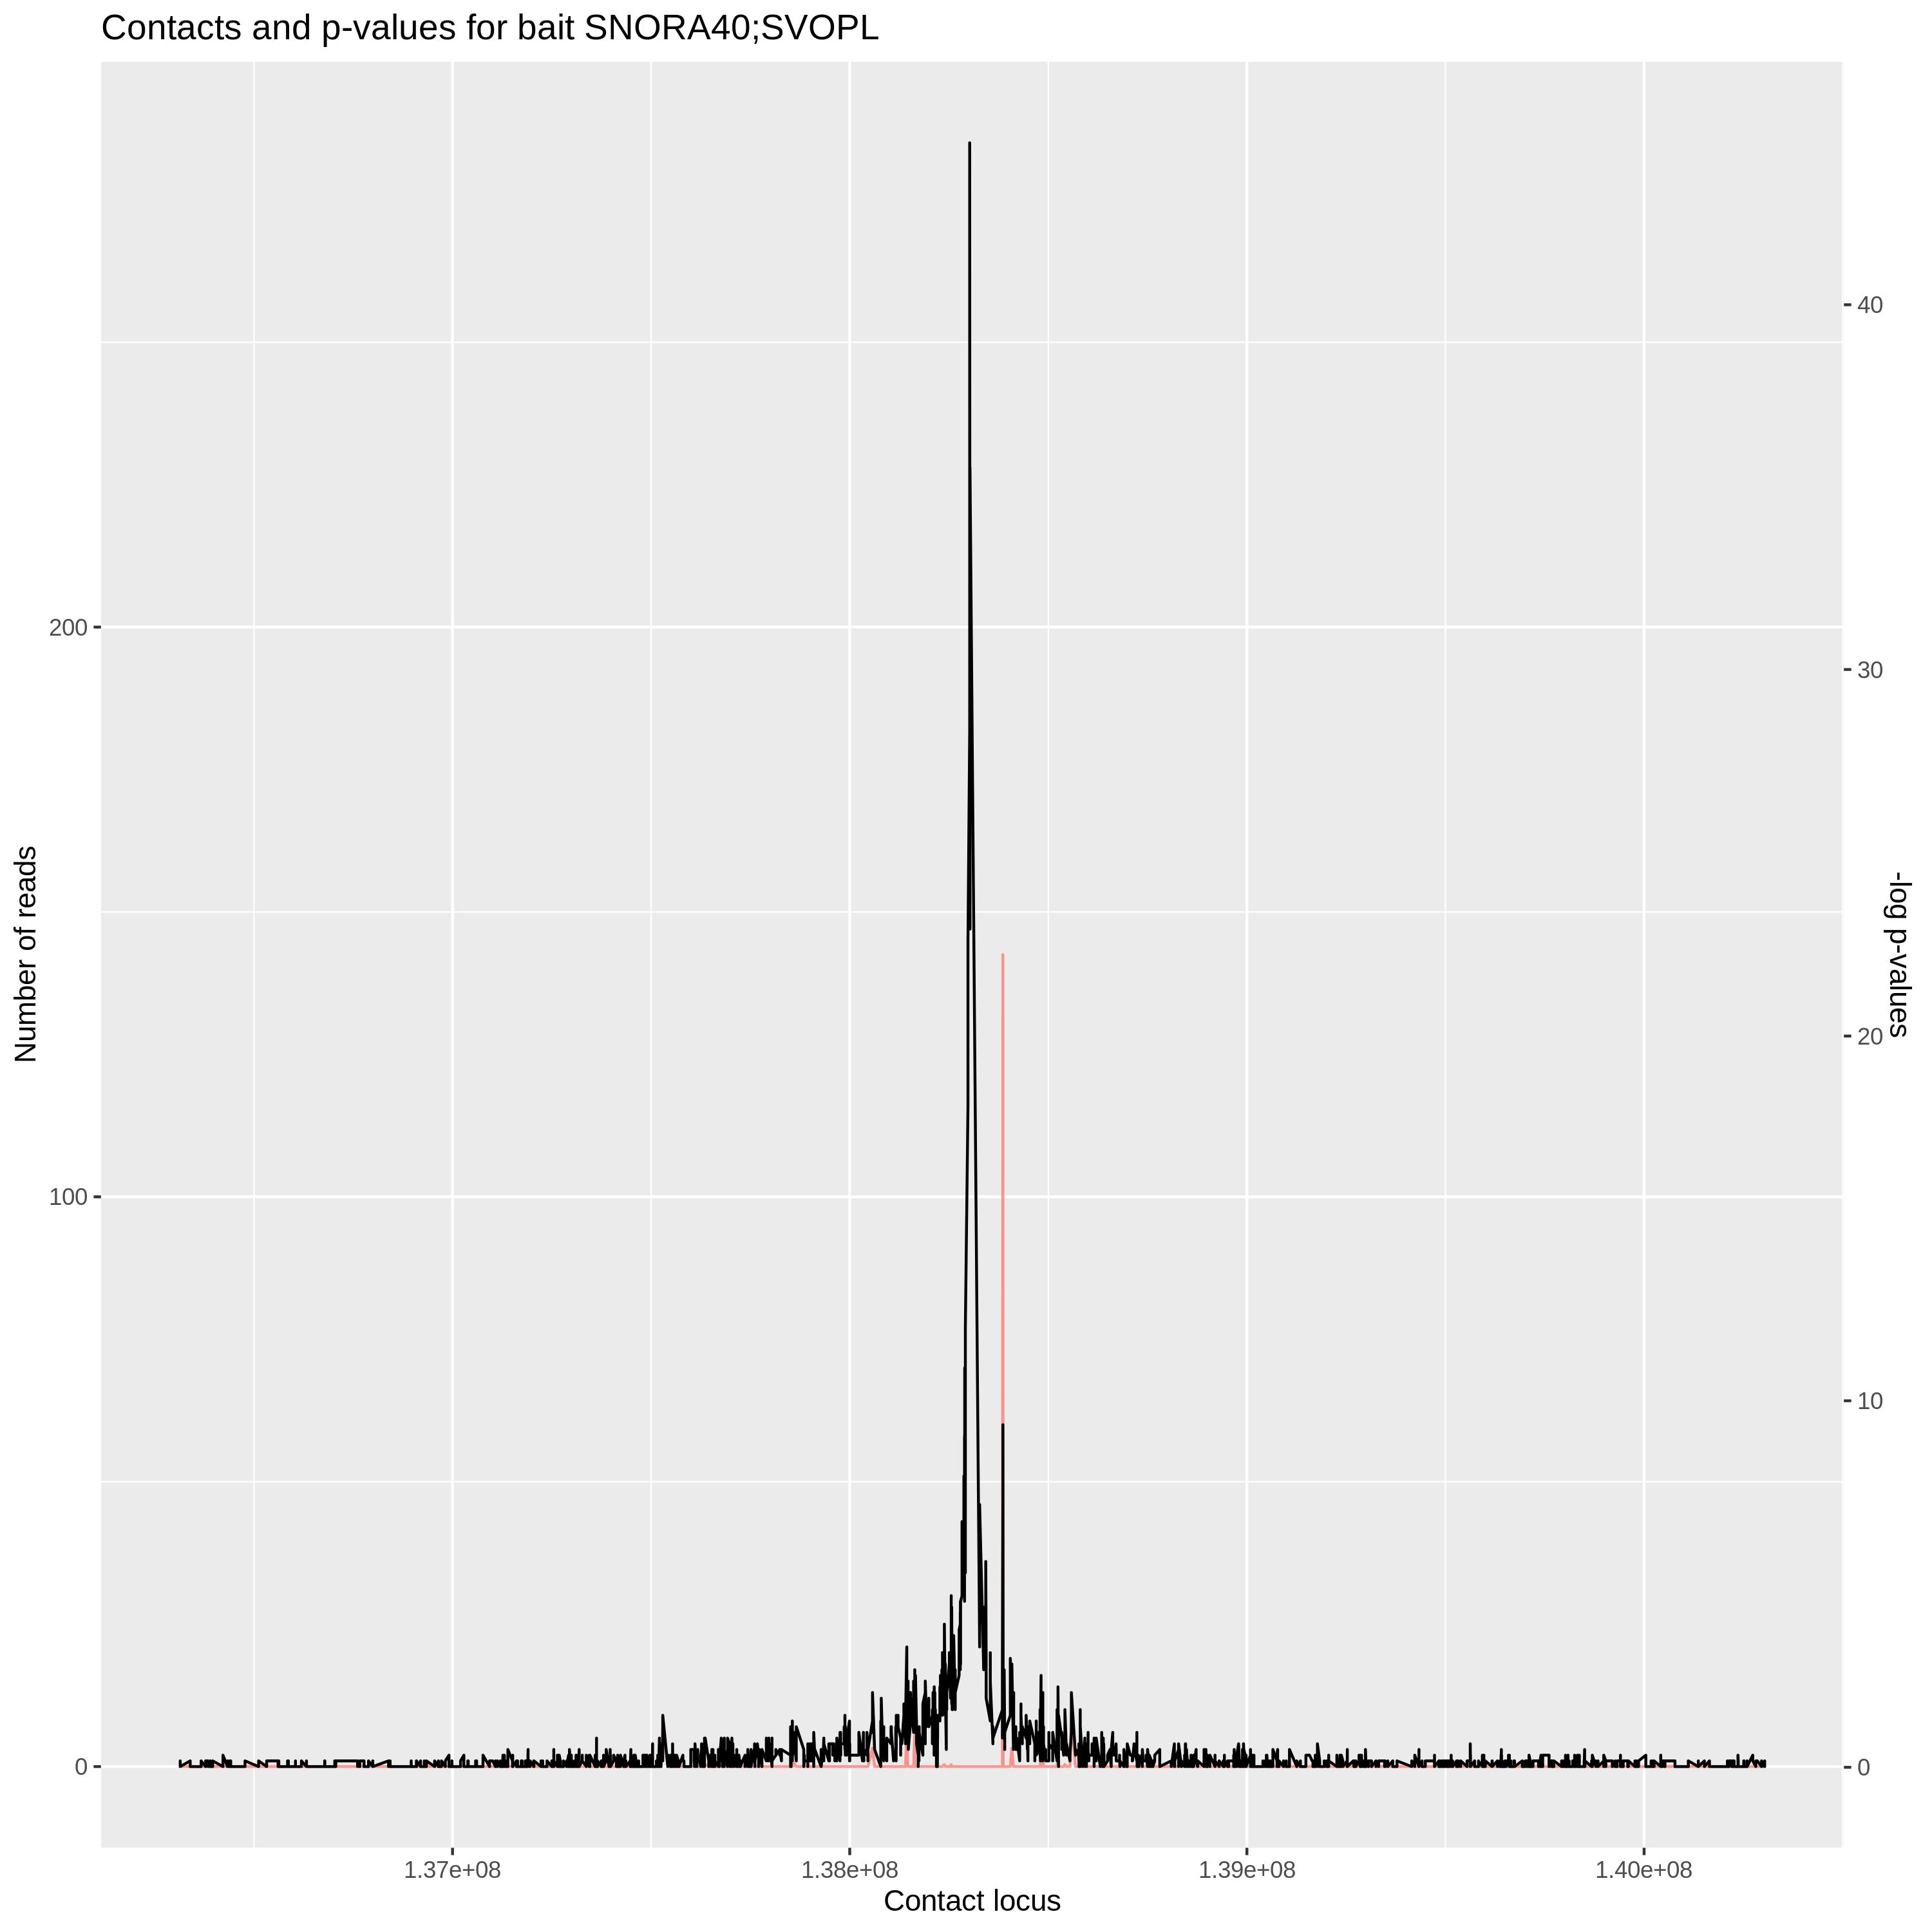 Contacts and p-values for bait SNORA40;SVOPL
Number of reads
200
100
0
40
30
20
10
0
-log p-values
1.37e+08
1.38e+08
1.39e+08
1.40e+08
Contact locus